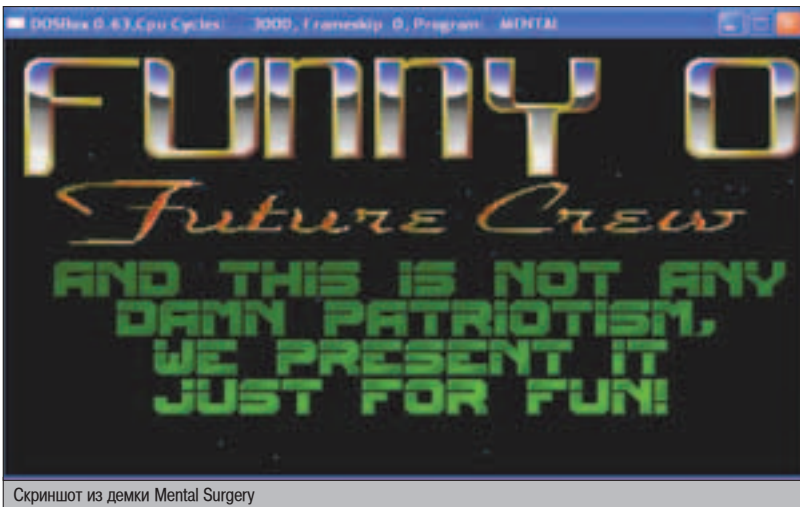 DOSBox 0.63, Cpu Cycles: 3000, Frameskip 0, Program: MENTAL
FUNNY O
Future Crew
AND THIS IS NOT ANY
DAMN PATRIOTISM,
WE PRESENT IT
JUST FOR FUN!
Скриншот из демки Mental Surgery